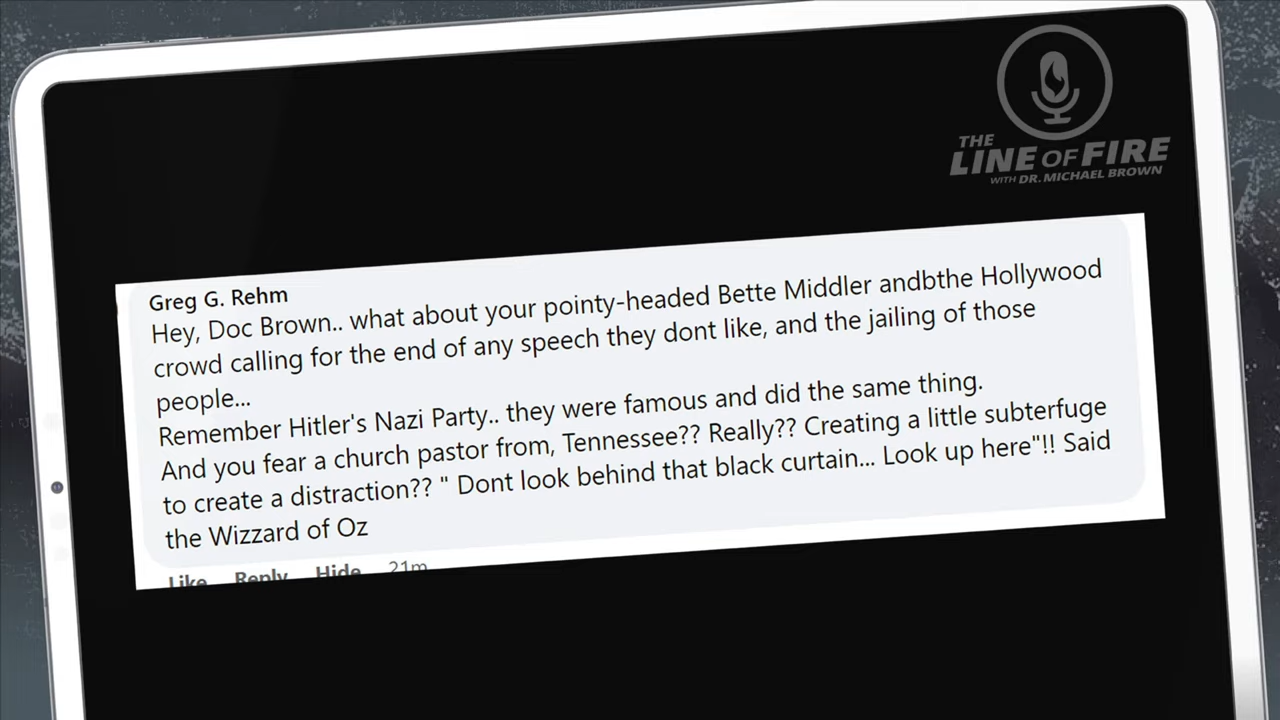 THE
LINE OF FIRE
WITH DR. MICHAEL BROWN
Greg G. Rehm
Hey, Doc Brown.. what about your pointy-headed Bette Middler andbthe Hollywood
crowd calling for the end of any speech they dont like, and the jailing of those
people...
Remember Hitler's Nazi Party.. they were famous and did the same thing.
And you fear a church pastor from, Tennessee?? Really?? Creating a little subterfuge
to create a distraction?? " Dont look behind that black curtain... Look up here"!! Said
the Wizzard of Oz
Like Reply Hide 21m